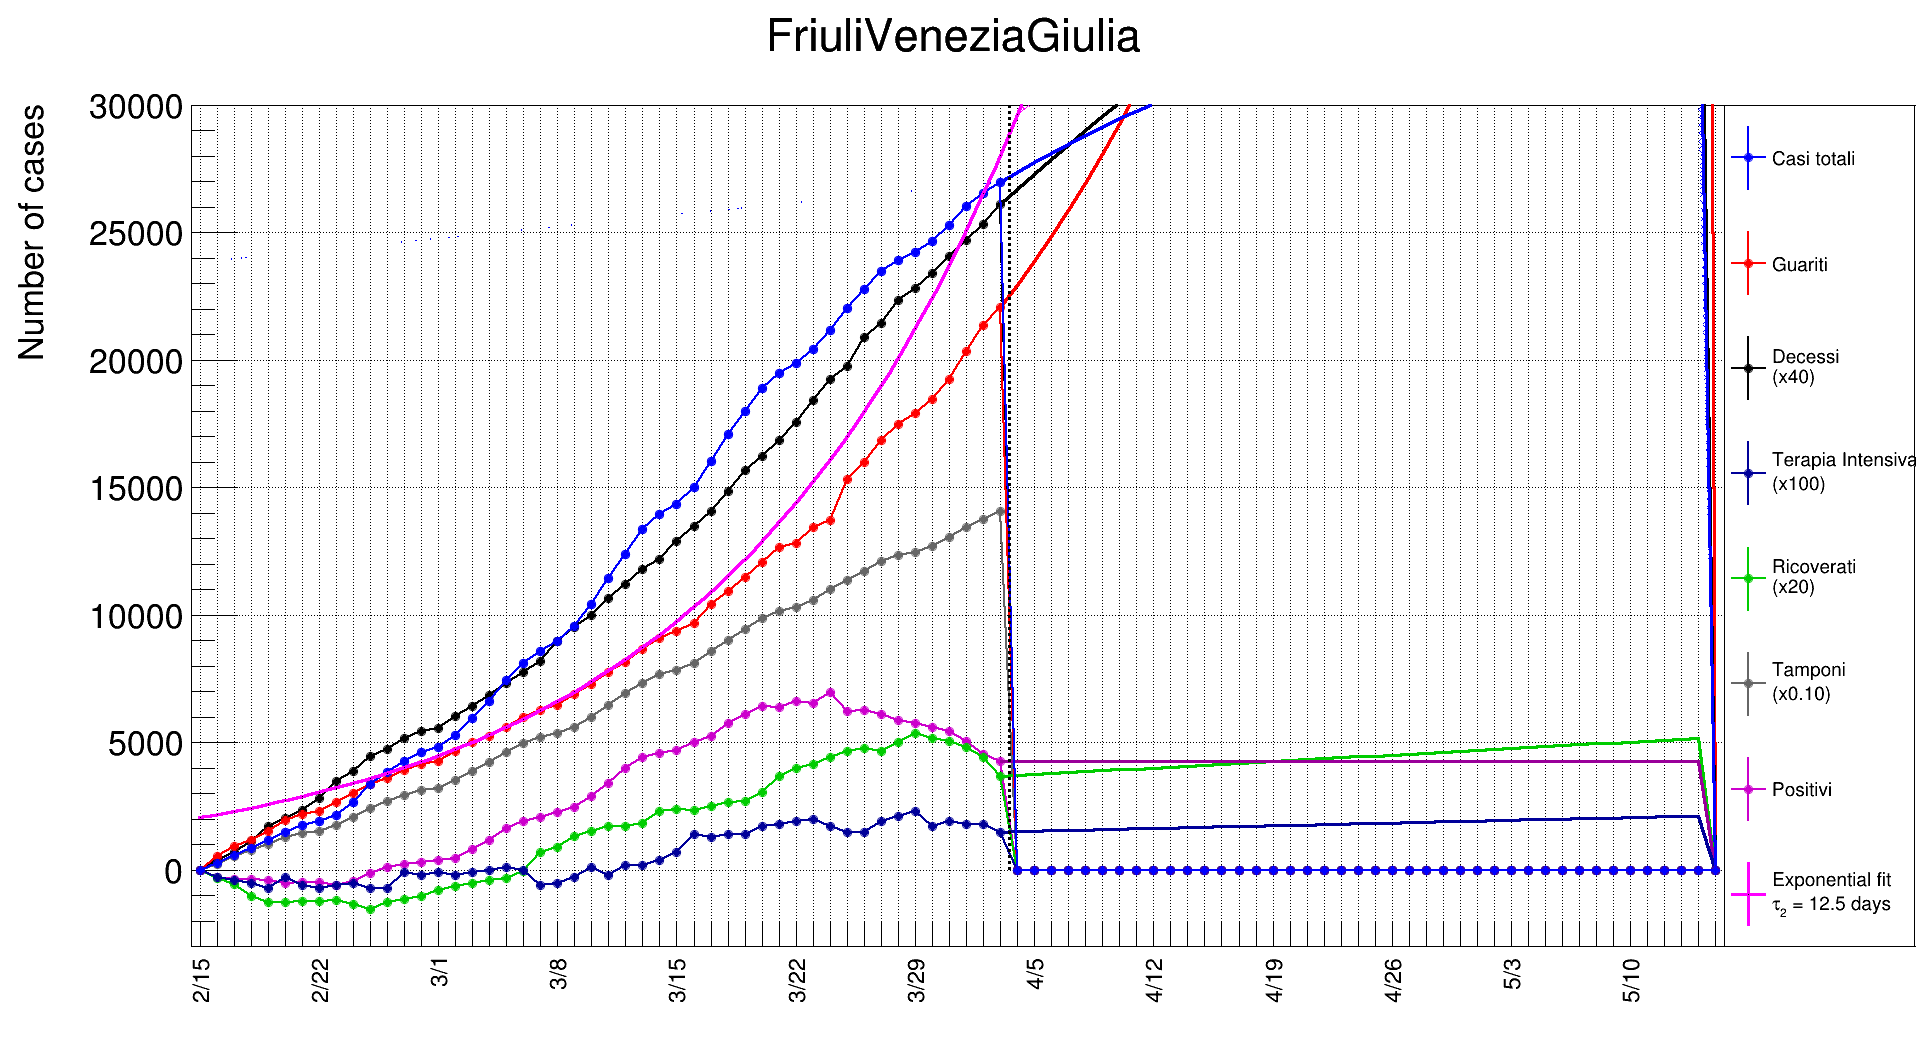 FriuliVeneziaGiulia
Number of cases
30000
25000
20000
15000
10000
5000
0
2/15
2/22
3/1
3/8
3/15
3/22
3/29
4/5
4/12
4/19
4/26
5/3
5/10
Casi totali
Guariti
Decessi
(x40)
Terapia Intensiva
(x100)
Ricoverati
(x20)
Tamponi
(x0.10)
Positivi
Exponential fit
τ2 = 12.5 days